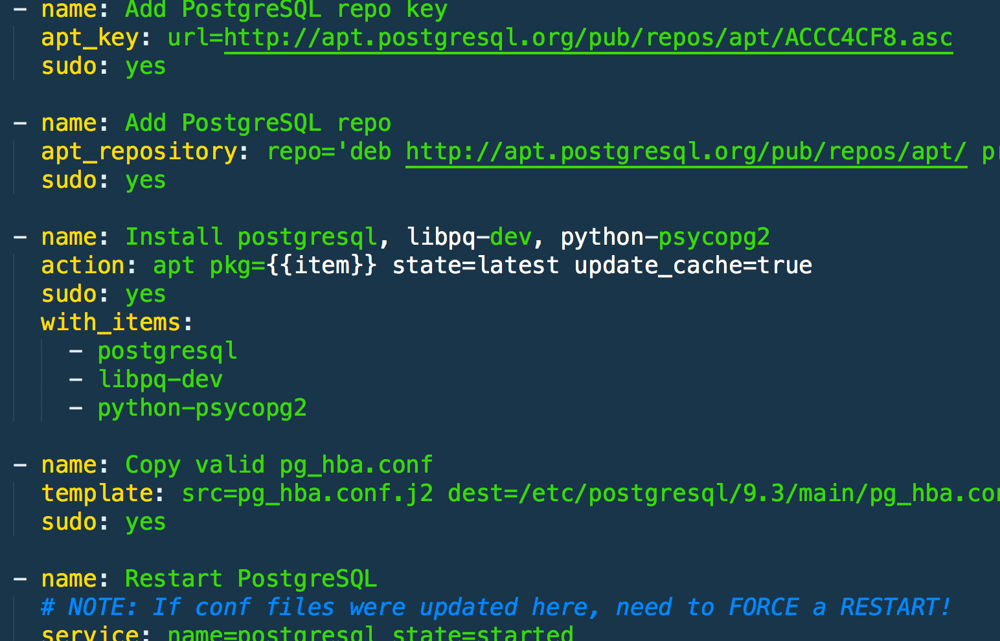 - name: Add PostgreSQL repo key
  apt_key: url=http://apt.postgresql.org/pub/repos/apt/ACCC4CF8.asc
  sudo: yes

- name: Add PostgreSQL repo
  apt_repository: repo='deb http://apt.postgresql.org/pub/repos/apt/
  sudo: yes

- name: Install postgresql, libpq-dev, python-psycopg2
  action: apt pkg={{item}} state=latest update_cache=true
  sudo: yes
  with_items:
    - postgresql
    - libpq-dev
    - python-psycopg2

- name: Copy valid pg_hba.conf
  template: src=pg_hba.conf.j2 dest=/etc/postgresql/9.3/main/pg_hba.con
  sudo: yes

- name: Restart PostgreSQL
  # NOTE: If conf files were updated here, need to FORCE a RESTART!
  service: name=postgresql state=started